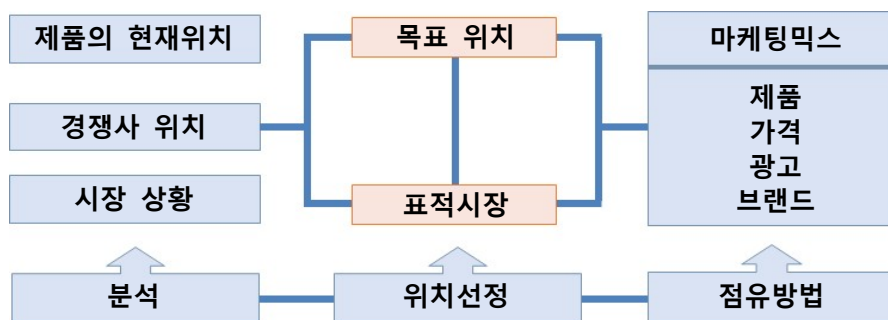 제품의 현재위치
목표 위치
마케팅믹스
경쟁사 위치
제품
가격
광고
브랜드
시장 상황
표적시장
분석
위치선정
점유방법